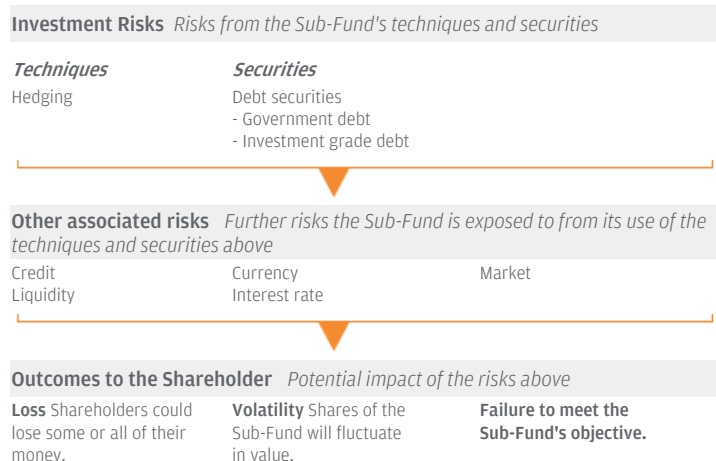 Investment Risks Risks from the Sub-Fund's techniques and securities
Techniques Securities
Hedging Debt securities
- Government debt
- Investment grade debt
Other associated risks Further risks the Sub-Fund is exposed to from its use of the
techniques and securities above
Credit Currency Market
Liquidity Interest rate
Outcomes to the Shareholder Potential impact of the risks above
Loss Shareholders could
lose some or all of their
money.
Volatility Shares of the
Sub-Fund will fluctuate
in value.
Failure to meet the
Sub-Fund's objective.